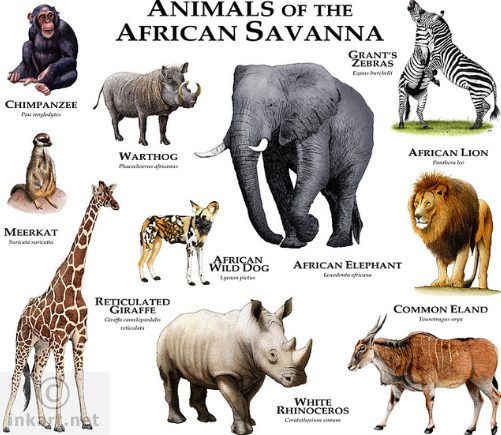 ANIMALS OF THE
AFRICAN SAVANNA
CHIMPANZEE
Pan troglodytes
WARTHOG
Phacochoerus africanus
GRANT'S
ZEBRAS
Equus burchelli
AFRICAN LION
Panthera leo
MEERKAT
Suricata suricatta
AFRICAN
WILD DOG
Lycaon pictus
AFRICAN ELEPHANT
Loxodonta africana
RETICULATED
GIRAFFE
Giraffa camelopardalis
reticulata
COMMON ELAND
Taurotragus oryx
WHITE
RHINOCEROS
Ceratotherium simum
©
inkart.net